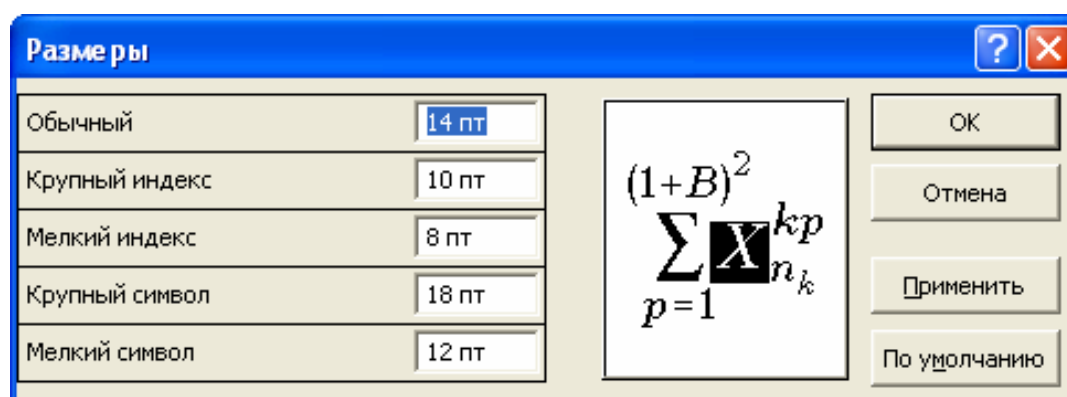 Размеры
Обычный 14 пт
Крупный индекс 10 пт
Мелкий индекс 8 пт
Крупный символ 18 пт
Мелкий символ 12 пт
(1+B)²
∑ X kp n k
p=1
OK
Отмена
Применить
По умолчанию